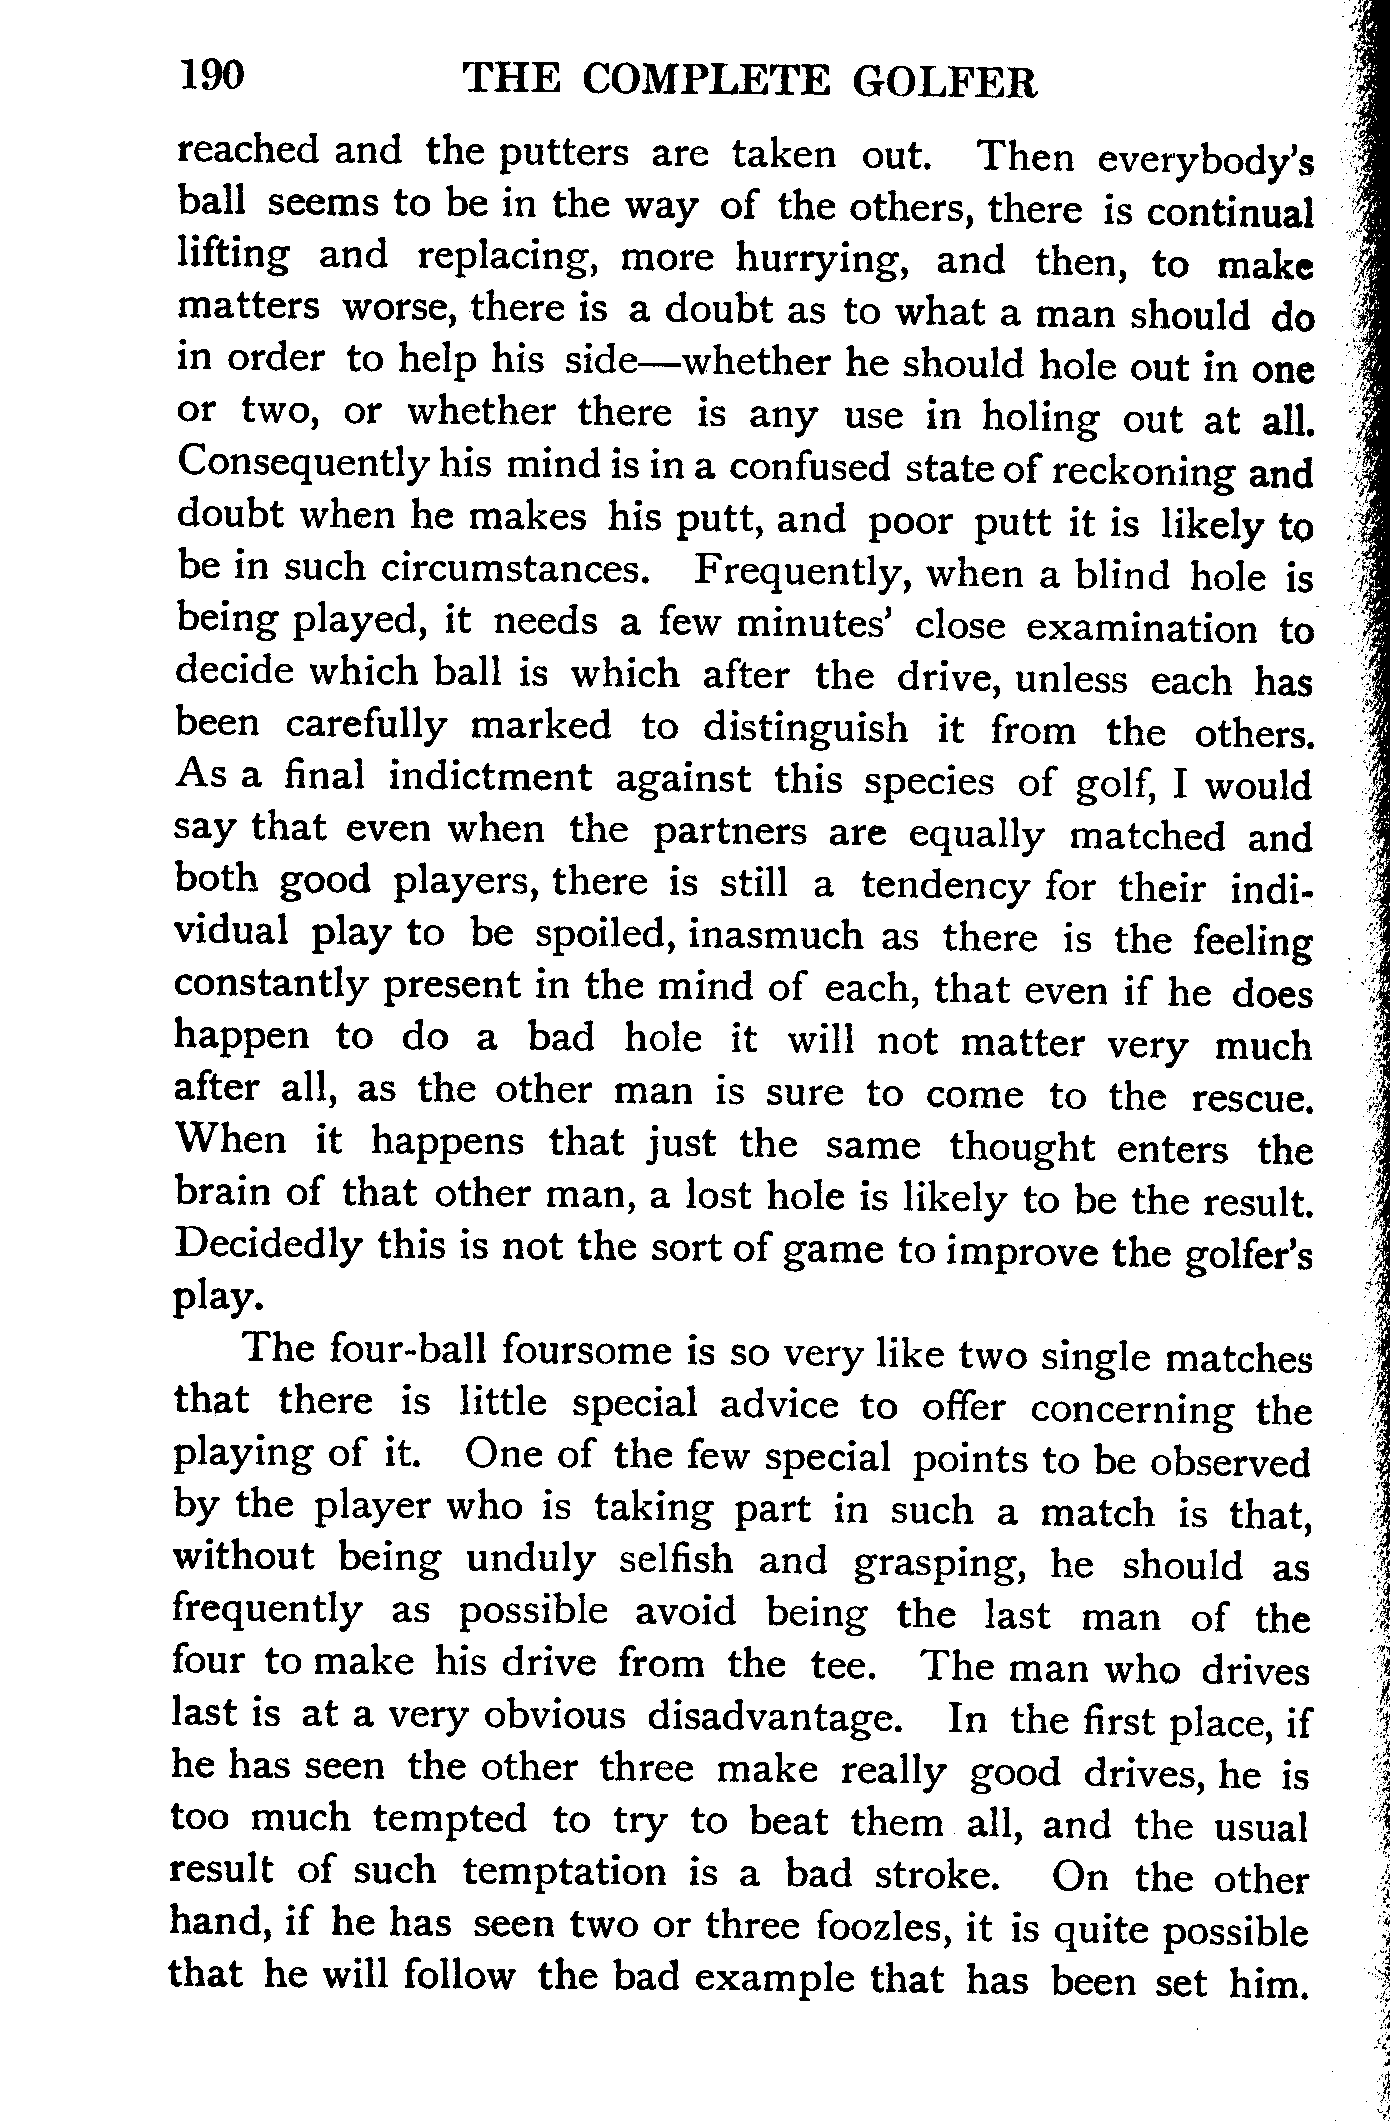 190 THE COMPLETE GOLFER
reached and the putters are taken out. Then everybody's
ball seems to be in the way of the others, there is continual
lifting and replacing, more hurrying, and then, to make
matters worse, there is a doubt as to what a man should do
in order to help his side—whether he should hole out in one
or two, or whether there is any use in holing out at all.
Consequently his mind is in a confused state of reckoning and
doubt when he makes his putt, and poor putt it is likely to
be in such circumstances. Frequently, when a blind hole is
being played, it needs a few minutes' close examination to
decide which ball is which after the drive, unless each has
been carefully marked to distinguish it from the others.
As a final indictment against this species of golf, I would
say that even when the partners are equally matched and
both good players, there is still a tendency for their indi-
vidual play to be spoiled, inasmuch as there is the feeling
constantly present in the mind of each, that even if he does
happen to do a bad hole it will not matter very much
after all, as the other man is sure to come to the rescue.
When it happens that just the same thought enters the
brain of that other man, a lost hole is likely to be the result.
Decidedly this is not the sort of game to improve the golfer's
play.
The four-ball foursome is so very like two single matches
that there is little special advice to offer concerning the
playing of it. One of the few special points to be observed
by the player who is taking part in such a match is that,
without being unduly selfish and grasping, he should as
frequently as possible avoid being the last man of the
four to make his drive from the tee. The man who drives
last is at a very obvious disadvantage. In the first place, if
he has seen the other three make really good drives, he is
too much tempted to try to beat them all, and the usual
result of such temptation is a bad stroke. On the other
hand, if he has seen two or three foozles, it is quite possible
that he will follow the bad example that has been set him.